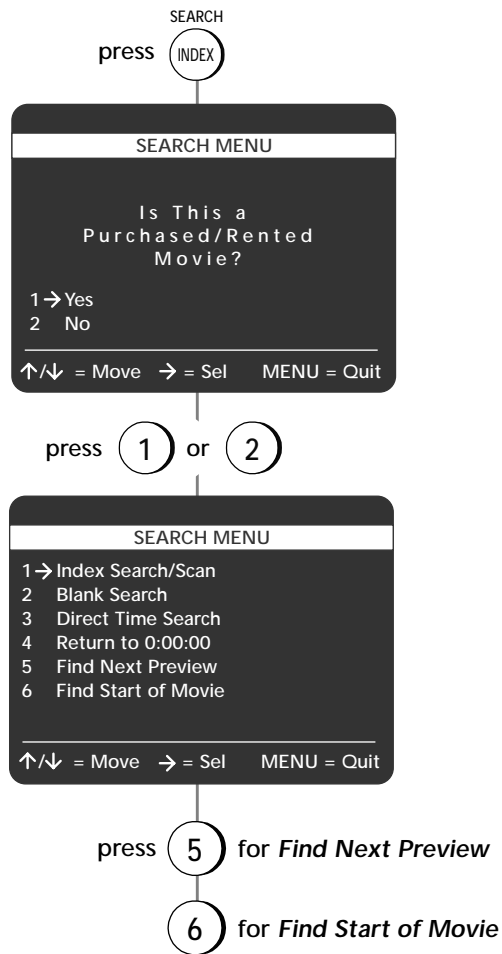 SEARCH
press INDEX
SEARCH MENU
Is This a
Purchased/Rented
Movie?
1→Yes
2 No
↑/↓ = Move → = Sel MENU = Quit
press 1 or 2
SEARCH MENU
1→Index Search/Scan
2 Blank Search
3 Direct Time Search
4 Return to 0:00:00
5 Find Next Preview
6 Find Start of Movie
↑/↓ = Move → = Sel MENU = Quit
press 5 for Find Next Preview
6 for Find Start of Movie